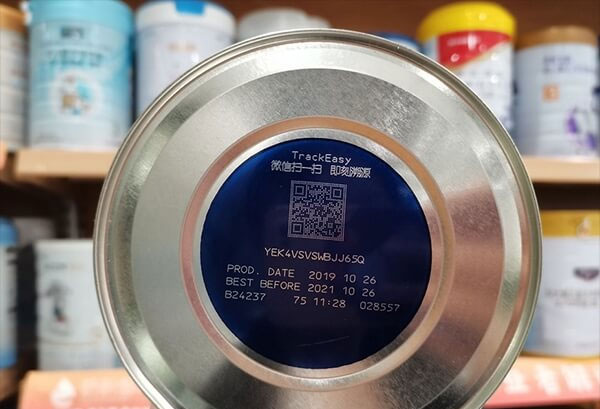 TrackEasy
微信扫一扫 即刻溯源
YEK4VSVSWBJJ65Q
PROD. DATE 2019 10 26
BEST BEFORE 2021 10 26
B24237 75 11:28 028557